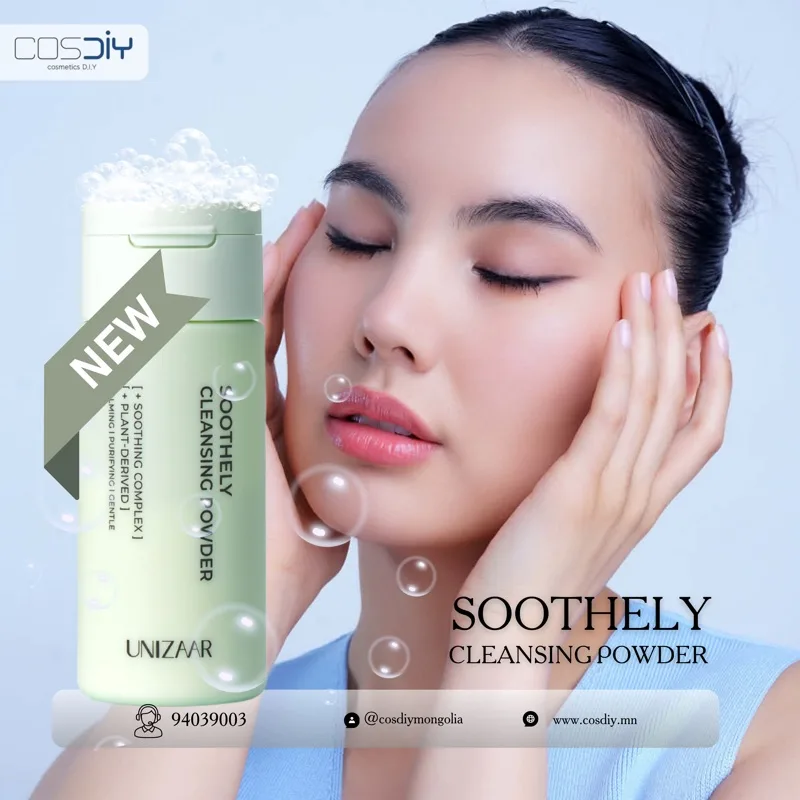 COSDIY
cosmetics D.I.Y
NEW
SOOTHELY
CLEANSING POWDER
[ + SOOTHING COMPLEX ]
[ + PLANT-DERIVED ]
| PURIFYING | GENTLE
UNIZAAR
SOOTHELY
CLEANSING POWDER
94039003
@cosdiymongolia
www.cosdiy.mn